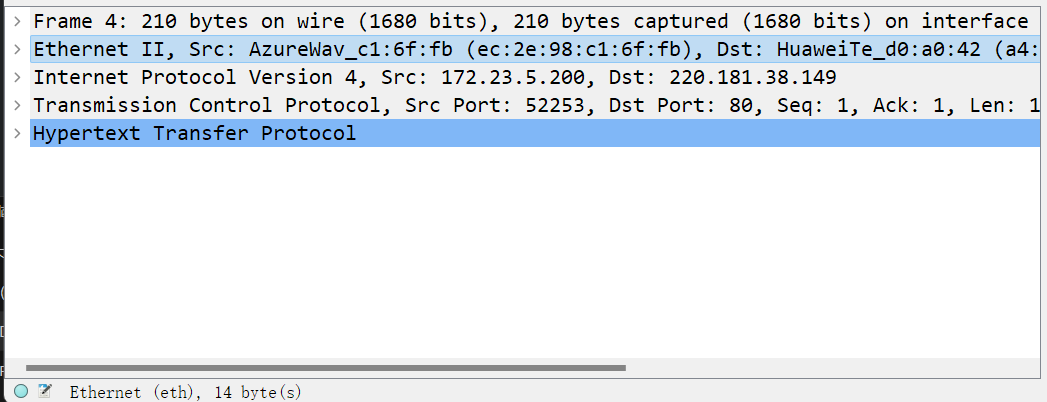 Frame 4: 210 bytes on wire (1680 bits), 210 bytes captured (1680 bits) on interface
Ethernet II, Src: AzureWav_c1:6f:fb (ec:2e:98:c1:6f:fb), Dst: HuaweiTe_d0:a0:42 (a4:
Internet Protocol Version 4, Src: 172.23.5.200, Dst: 220.181.38.149
Transmission Control Protocol, Src Port: 52253, Dst Port: 80, Seq: 1, Ack: 1, Len: 1
Hypertext Transfer Protocol
Ethernet (eth), 14 byte(s)